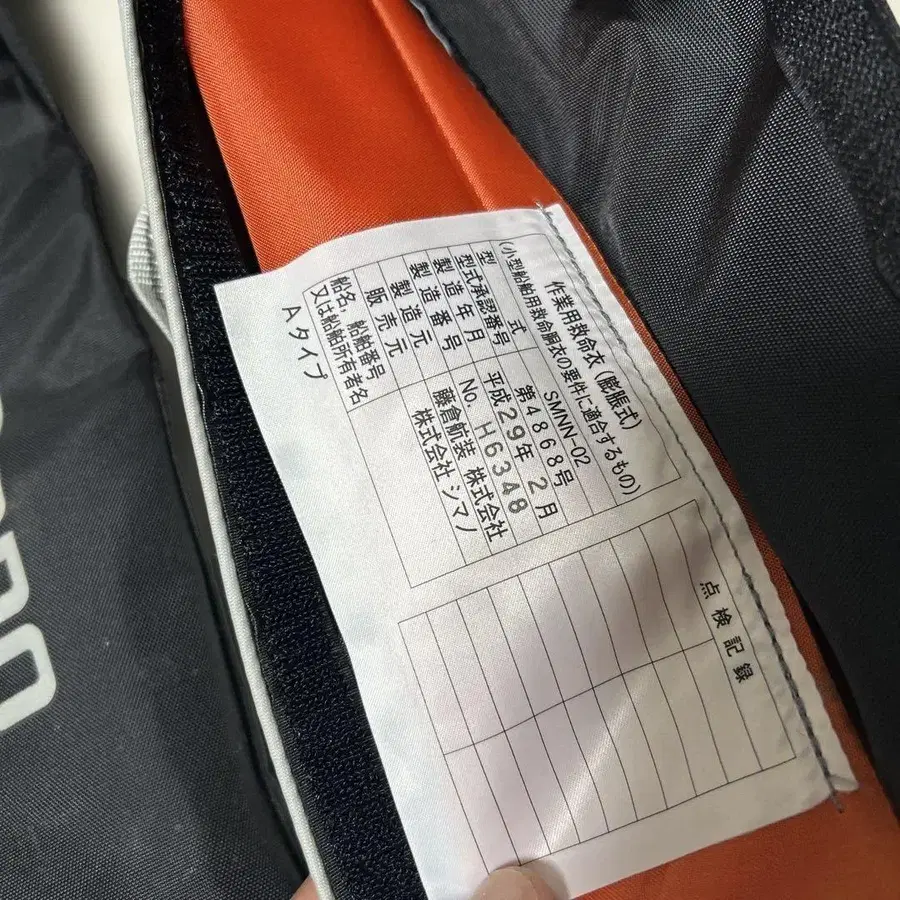 作業用救命衣(膨脹式)
(小型船舶用救命胴衣の要件に適合するもの)
型式 SMNN-02
型式承認番号 第4868号
製造年月 平成29年 2月
製造番号 No. H6348
製造元 藤倉航装 株式会社
販売元 株式会社 シマノ
船名, 船舶番号
又は船舶所有者名
Aタイプ
点検記録